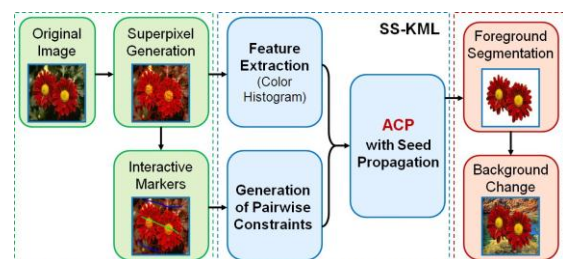 Original
Image
Superpixel
Generation
Interactive
Markers
SS-KML
Feature
Extraction
(Color
Histogram)
Generation
of Pairwise
Constraints
ACP
with Seed
Propagation
Foreground
Segmentation
Background
Change